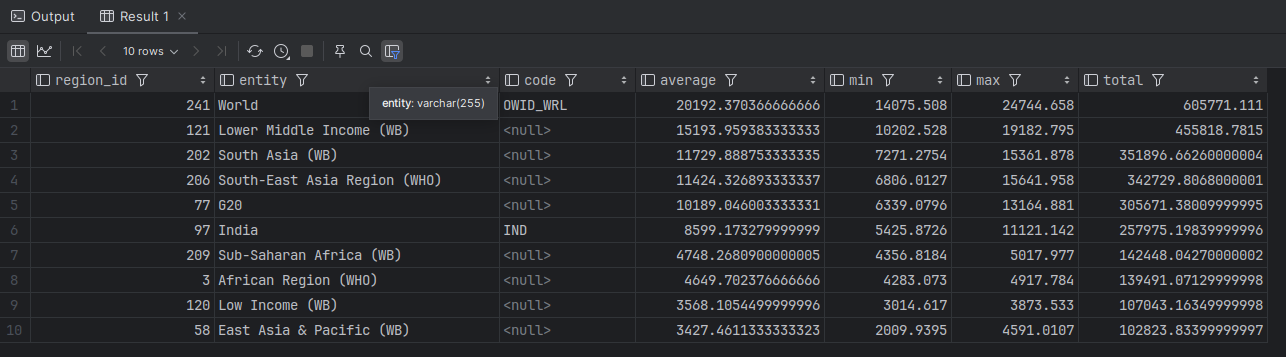 Output Result 1
10 rows
region_id entity code average min max total
1 241 World OWID_WRL 20192.370366666666 14075.508 24744.658 605771.111
entity: varchar(255)
2 121 Lower Middle Income (WB) <null> 15193.959383333333 10202.528 19182.795 455818.7815
3 202 South Asia (WB) <null> 11729.888753333335 7271.2754 15361.878 351896.66260000004
4 206 South-East Asia Region (WHO) <null> 11424.326893333337 6806.0127 15641.958 342729.8068000001
5 77 G20 <null> 10189.046003333331 6339.0796 13164.881 305671.38009999995
6 97 India IND 8599.173279999999 5425.8726 11121.142 257975.19839999996
7 209 Sub-Saharan Africa (WB) <null> 4748.2680900000005 4356.8184 5017.977 142448.04270000002
8 3 African Region (WHO) <null> 4649.702376666666 4283.073 4917.784 139491.07129999998
9 120 Low Income (WB) <null> 3568.1054499999996 3014.617 3873.533 107043.16349999998
10 58 East Asia & Pacific (WB) <null> 3427.4611333333323 2009.9395 4591.0107 102823.83399999997